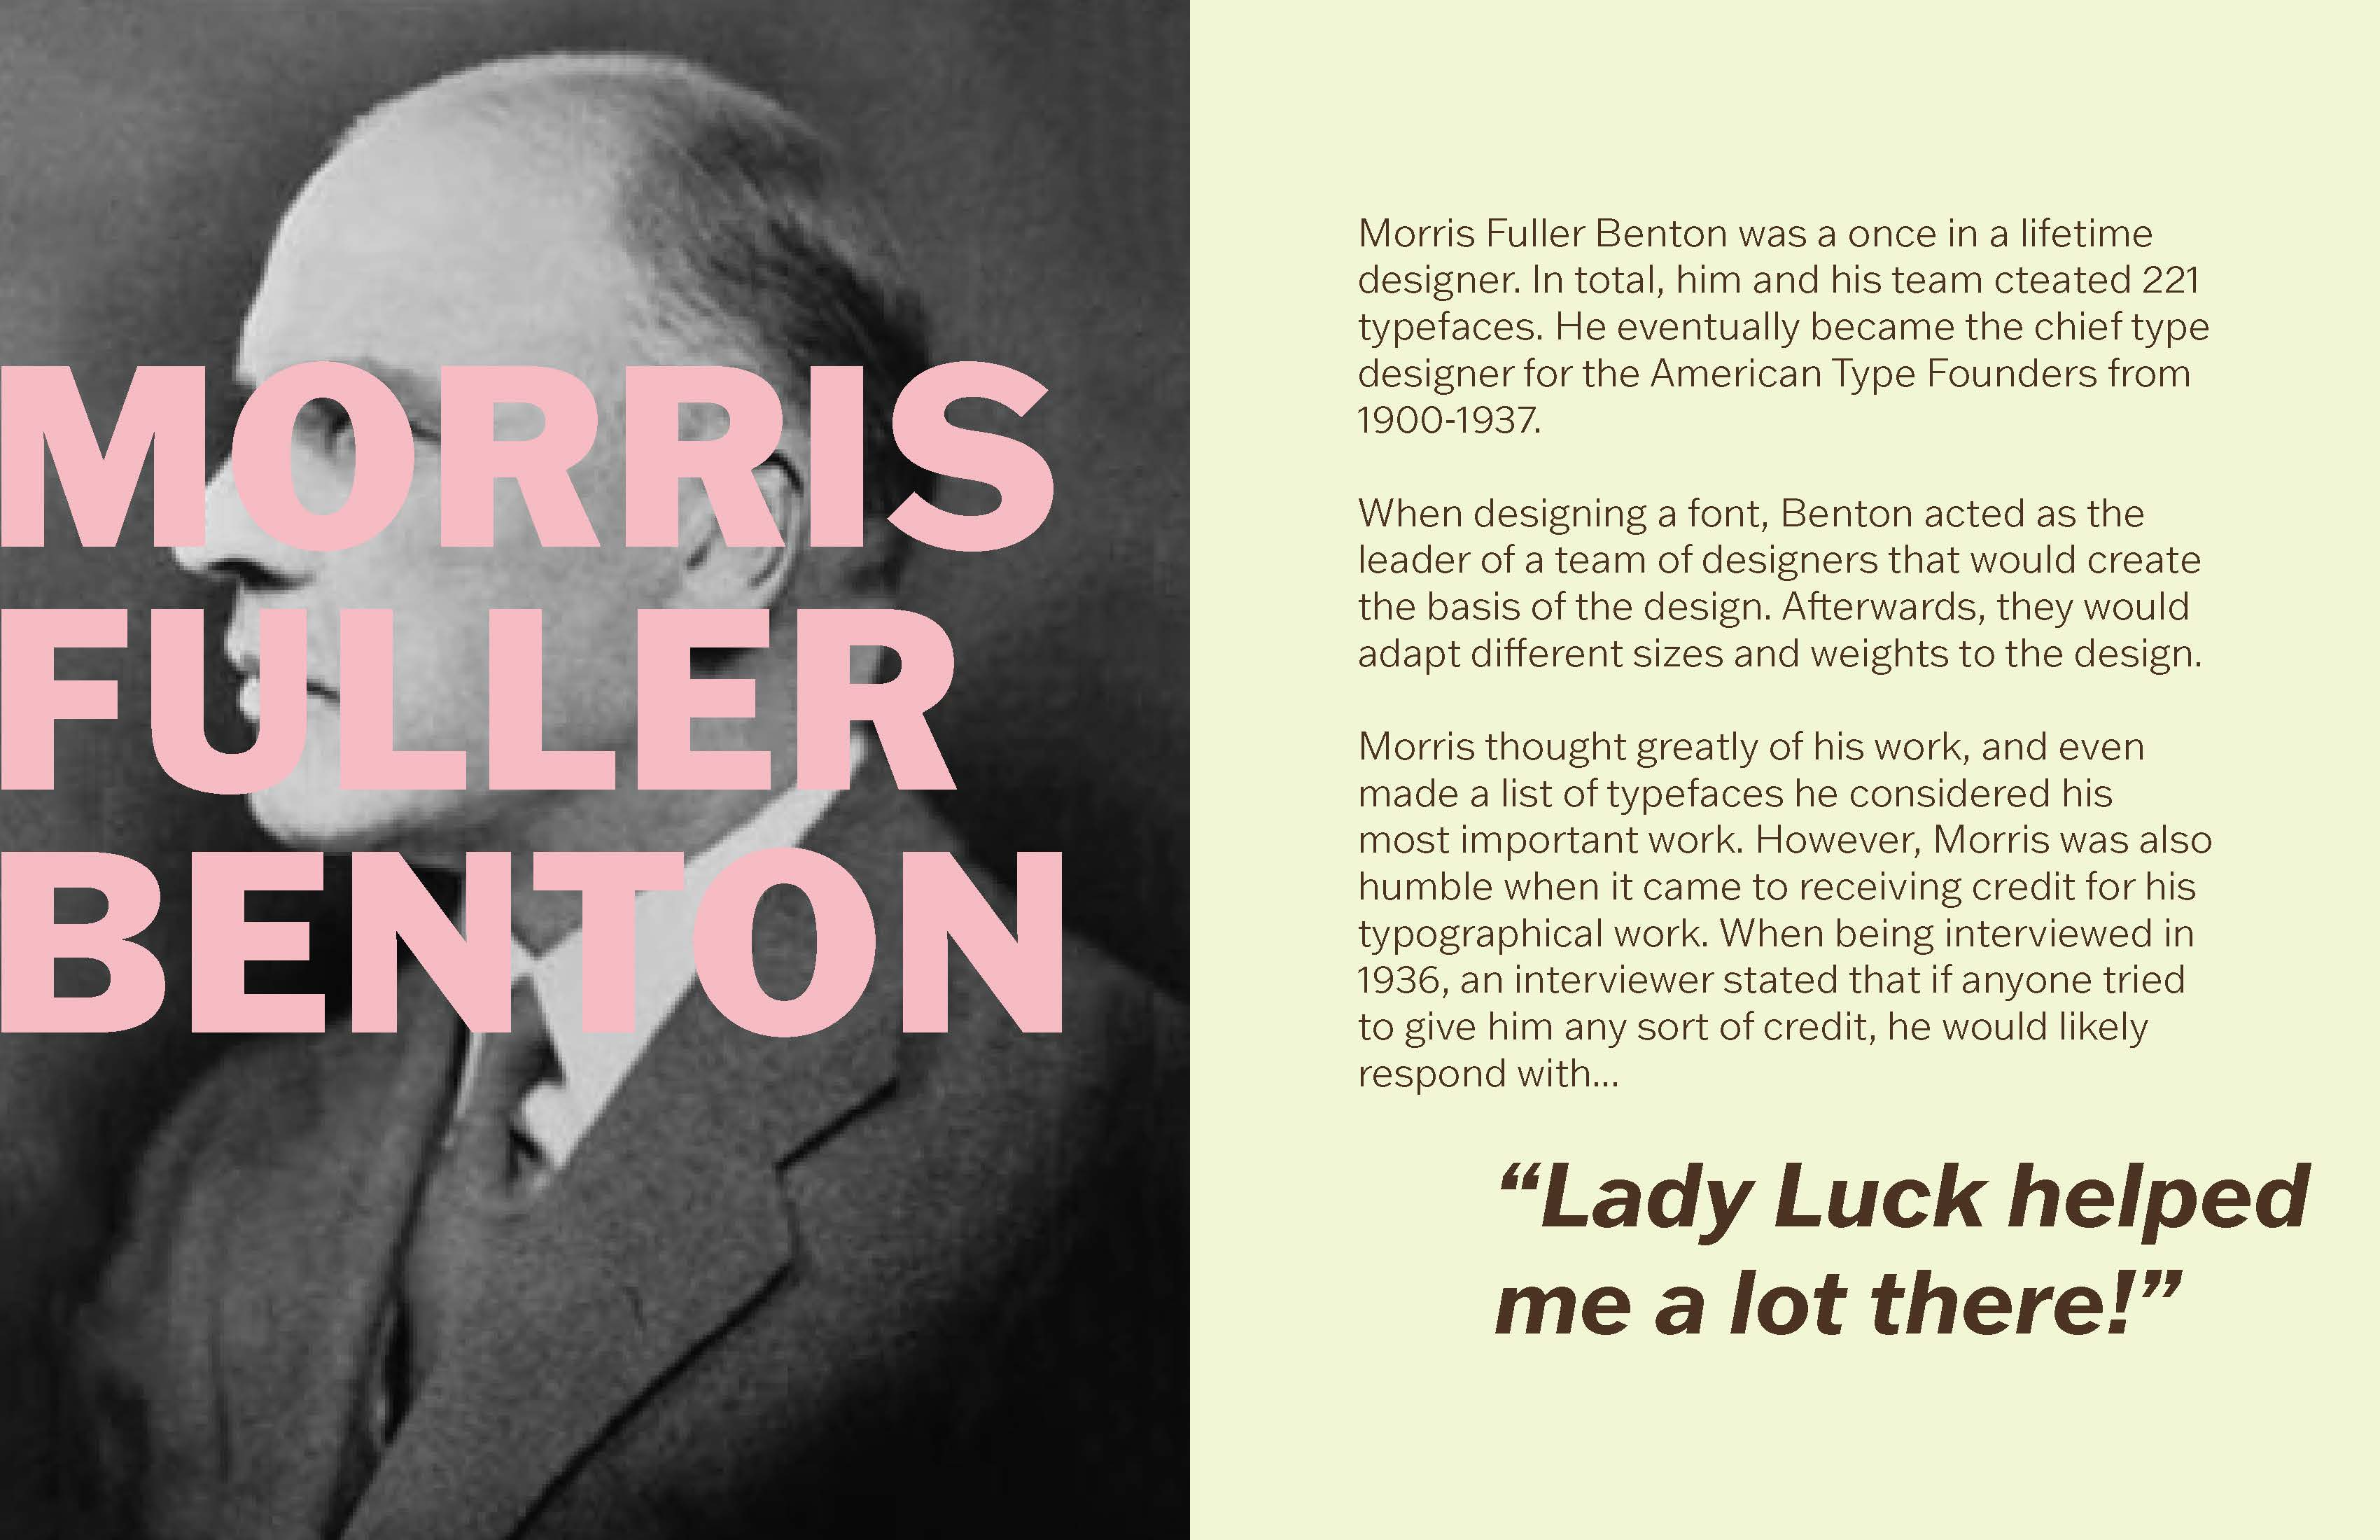 MORRIS
FULLER
BENTON
Morris Fuller Benton was a once in a lifetime
designer. In total, him and his team cteated 221
typefaces. He eventually became the chief type
designer for the American Type Founders from
1900-1937.
When designing a font, Benton acted as the
leader of a team of designers that would create
the basis of the design. Afterwards, they would
adapt different sizes and weights to the design.
Morris thought greatly of his work, and even
made a list of typefaces he considered his
most important work. However, Morris was also
humble when it came to receiving credit for his
typographical work. When being interviewed in
1936, an interviewer stated that if anyone tried
to give him any sort of credit, he would likely
respond with...
“Lady Luck helped
me a lot there!”